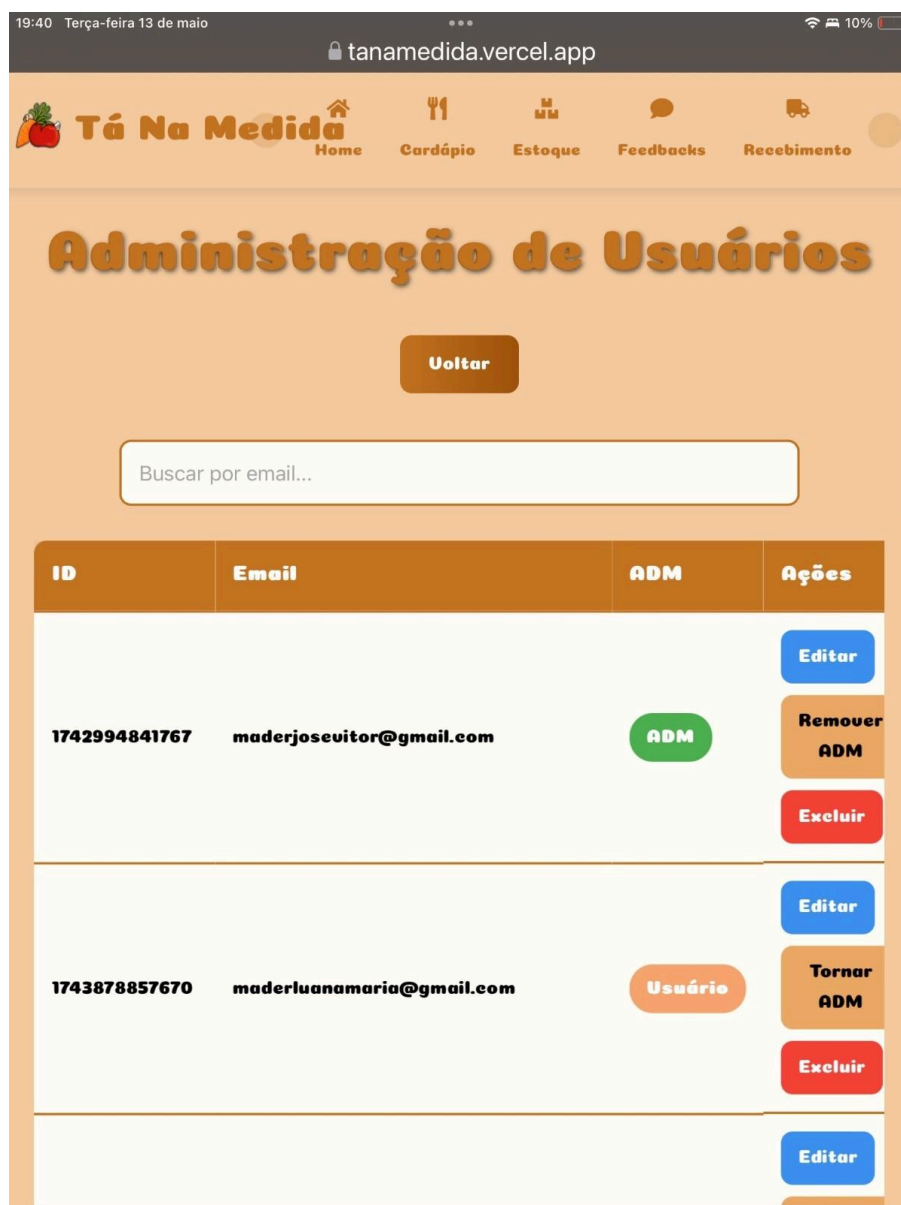 19:40 Terça-feira 13 de maio
10%
tanamedida.vercel.app
Tá Na Medida
Home Cardápio Estoque Feedbacks Recebimento
Administração de Usuários
Voltar
Buscar por email...
ID Email ADM Ações
Editar
1742994841767 maderjosevitor@gmail.com ADM Remover
ADM
Excluir
Editar
1743878857670 maderluanamaria@gmail.com Usuário Tornar
ADM
Excluir
Editar